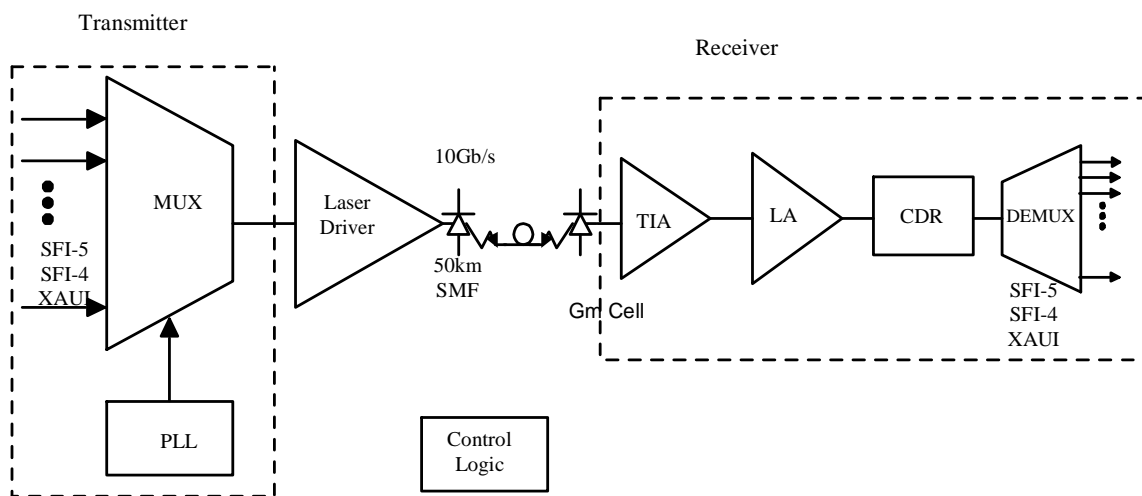 Transmitter
Receiver
MUX
SFI-5
SFI-4
XAUI
PLL
Laser
Driver
10Gb/s
50km
SMF
Gm Cell
TIA
LA
CDR
DEMUX
SFI-5
SFI-4
XAUI
Control
Logic